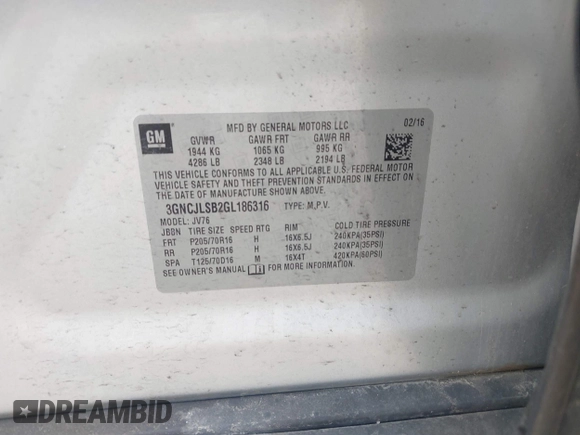 GM
MFD BY GENERAL MOTORS LLC 02/16
GVWR GAWR FRT GAWR RR
1944 KG 1065 KG 995 KG
4286 LB 2348 LB 2194 LB
THIS VEHICLE CONFORMS TO ALL APPLICABLE U.S. FEDERAL MOTOR
VEHICLE SAFETY AND THEFT PREVENTION STANDARDS IN EFFECT ON
THE DATE OF MANUFACTURE SHOWN ABOVE.
3GNCJLSB2GL186316 TYPE: M.P.V.
MODEL: JV76
JBBN TIRE SIZE SPEED RTG RIM COLD TIRE PRESSURE
FRT P205/70R16 H 16X6.5J 240KPA(35PSI)
RR P205/70R16 H 16X6.5J 240KPA(35PSI)
SPA T125/70D16 M 16X4T 420KPA(60PSI)
SEE OWNER'S MANUAL FOR MORE INFORMATION
DREAMBID